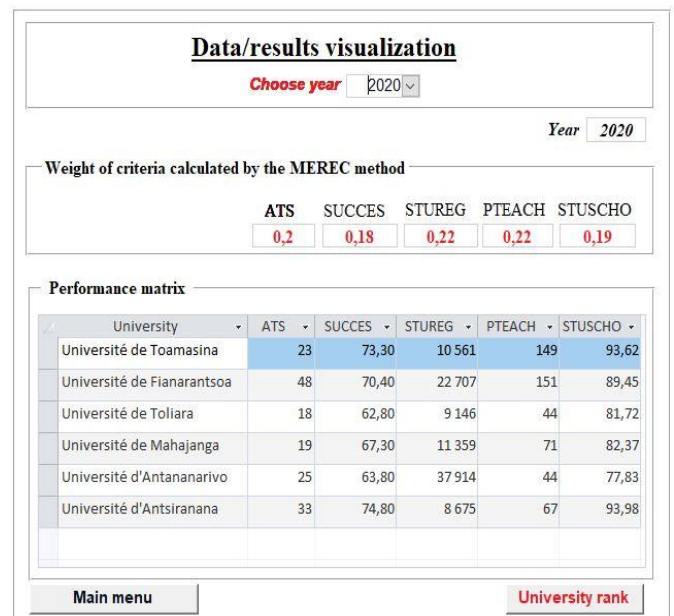 Data/results visualization
Choose year 2020
Year 2020
Weight of criteria calculated by the MEREC method
ATS SUCCES STUREG PTEACH STUSCHO
0,2 0,18 0,22 0,22 0,19
Performance matrix
University ATS SUCCES STUREG PTEACH STUSCHO
Université de Toamasina 23 73,30 10 561 149 93,62
Université de Fianarantsoa 48 70,40 22 707 151 89,45
Université de Toliara 18 62,80 9 146 44 81,72
Université de Mahajanga 19 67,30 11 359 71 82,37
Université d'Antananarivo 25 63,80 37 914 44 77,83
Université d'Antsiranana 33 74,80 8 675 67 93,98
Main menu University rank